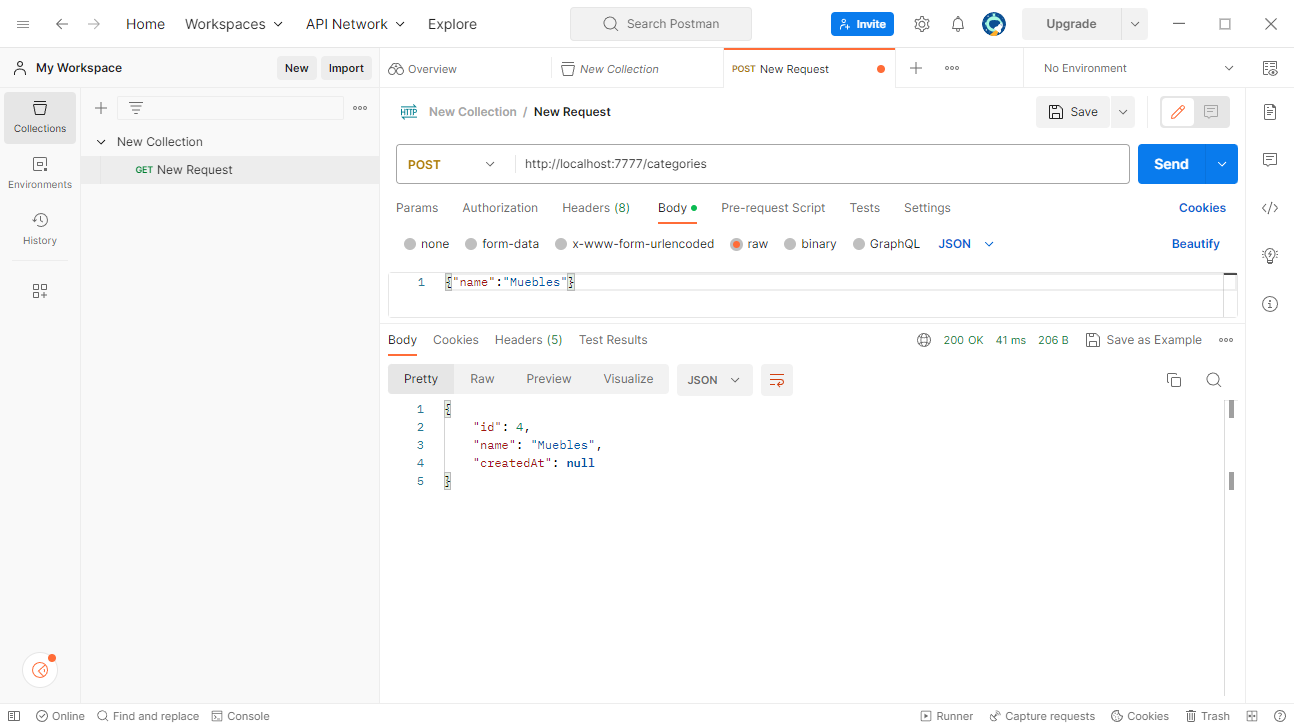 Home Workspaces API Network Explore Search Postman Invite Upgrade
My Workspace New Import Overview New Collection POST New Request No Environment
Collections
Environments
History
New Collection
GET New Request
HTTP New Collection / New Request Save
POST http://localhost:7777/categories Send
Params Authorization Headers (8) Body Pre-request Script Tests Settings Cookies
none form-data x-www-form-urlencoded raw binary GraphQL JSON Beautify
1 {"name":"Muebles"}
Body Cookies Headers (5) Test Results 200 OK 41 ms 206 B Save as Example
Pretty Raw Preview Visualize JSON
1 {
2 "id": 4,
3 "name": "Muebles",
4 "createdAt": null
5 }
Online Find and replace Console Runner Capture requests Cookies Trash